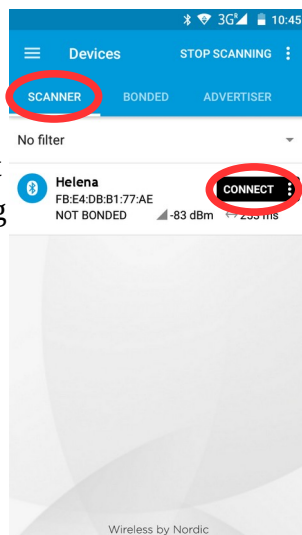 3G 10:45
Devices STOP SCANNING
SCANNER BONDED ADVERTISER
No filter
Helena CONNECT
FB:E4:DB:B1:77:AE
NOT BONDED -83 dBm
Wireless by Nordic